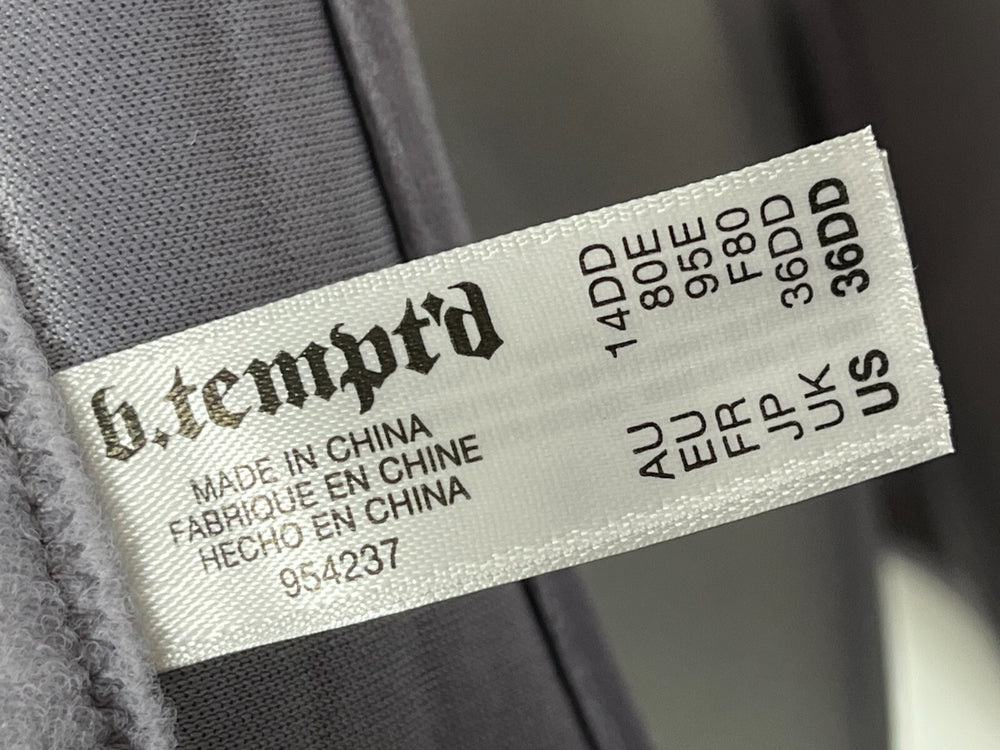 b.tempt'd
MADE IN CHINA
FABRIQUE EN CHINE
HECHO EN CHINA
954237
AU 14DD
EU 80E
FR 95E
JP F80
UK 36DD
US 36DD